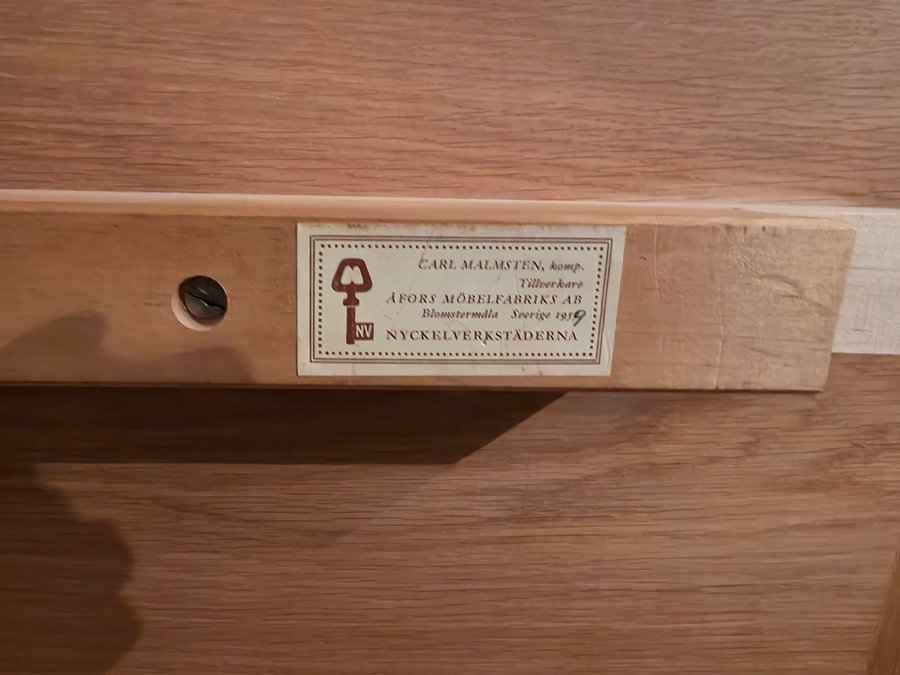 CARL MALMSTEN, komp.
Tillverkare
ÅFORS MÖBELFABRIKS AB
Blomstermåla Sverige 1959
NV
NYCKELVERKSTÄDERNA